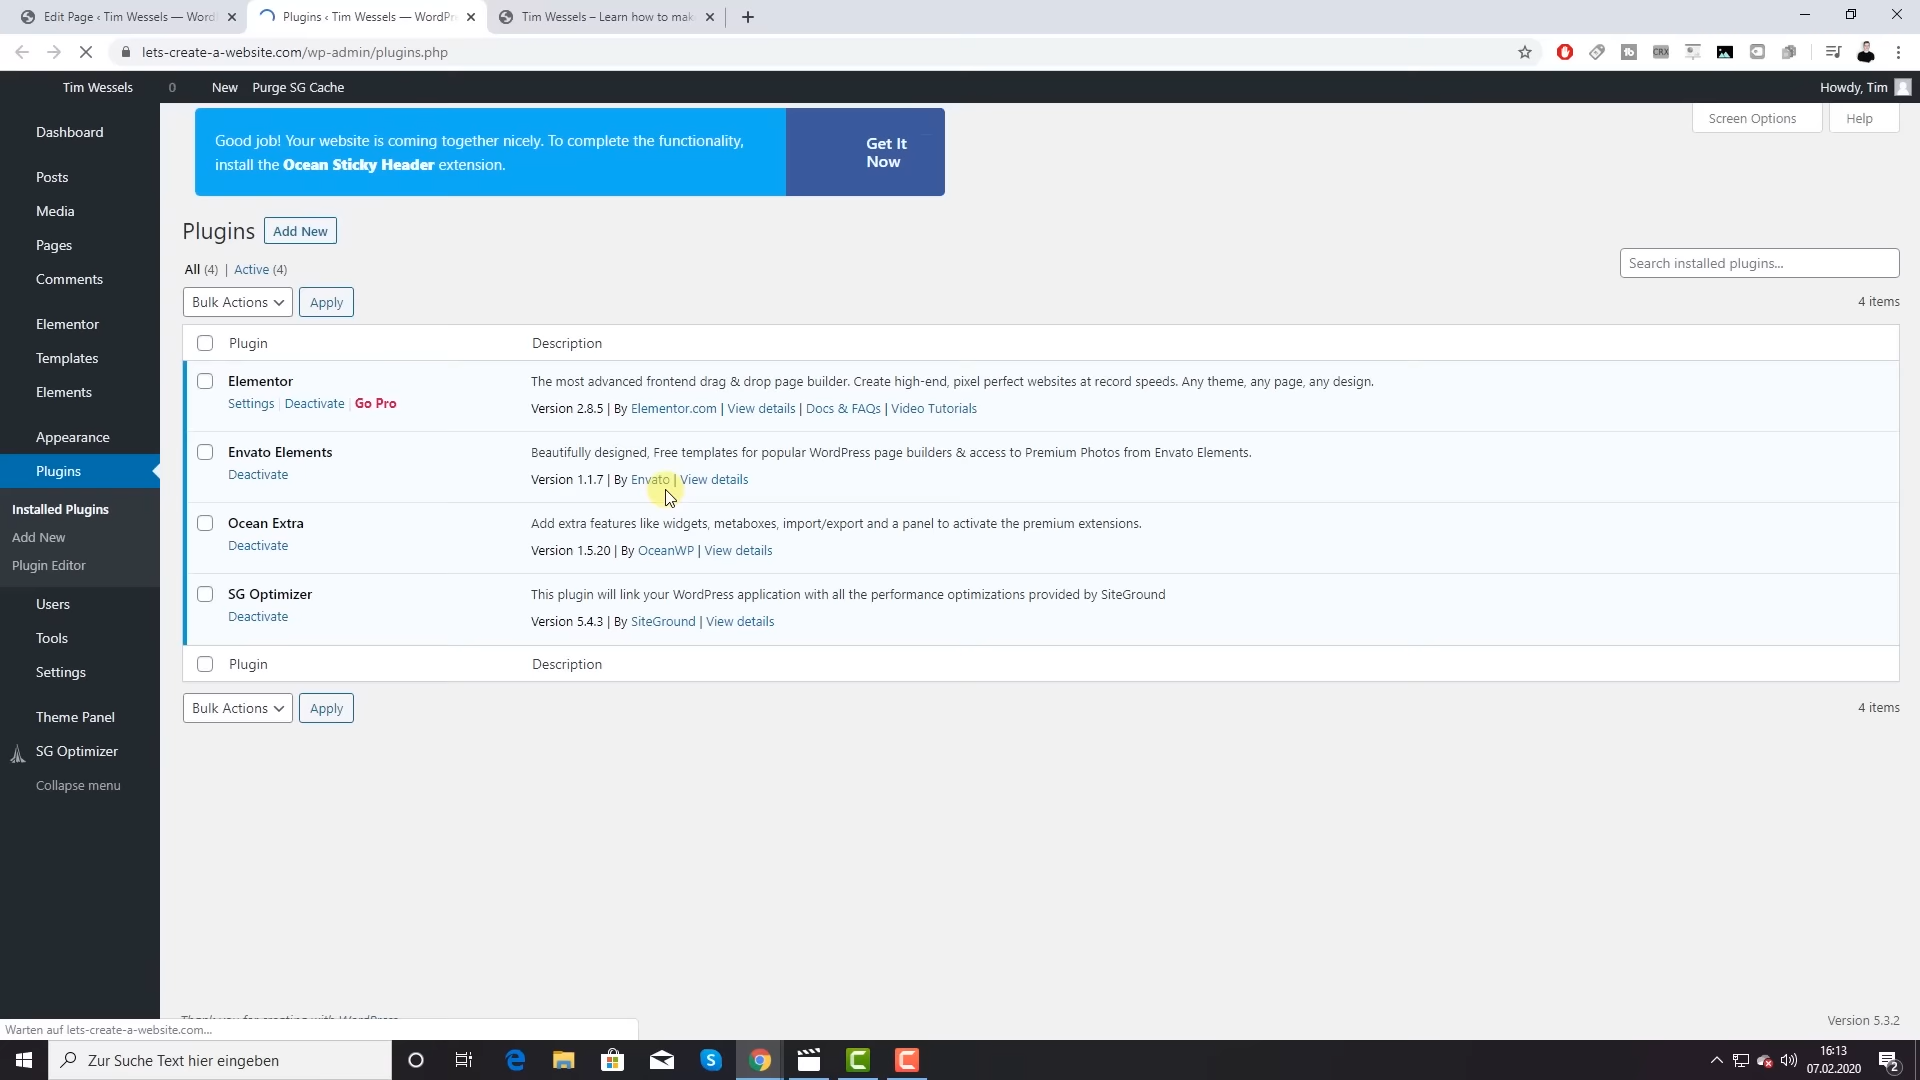 Edit Page ‹ Tim Wessels — Word
Plugins ‹ Tim Wessels — WordPr
Tim Wessels – Learn how to mak
lets-create-a-website.com/wp-admin/plugins.php
Tim Wessels
0
New
Purge SG Cache
Howdy, Tim
Dashboard
Posts
Media
Pages
Comments
Elementor
Templates
Elements
Appearance
Plugins
Installed Plugins
Add New
Plugin Editor
Users
Tools
Settings
Theme Panel
SG Optimizer
Collapse menu
Good job! Your website is coming together nicely. To complete the functionality,
install the Ocean Sticky Header extension.
Get It
Now
Screen Options
Help
Plugins
Add New
All (4) | Active (4)
Search installed plugins...
Bulk Actions
Apply
4 items
Plugin
Description
Elementor
Settings | Deactivate | Go Pro
The most advanced frontend drag & drop page builder. Create high-end, pixel perfect websites at record speeds. Any theme, any page, any design.
Version 2.8.5 | By Elementor.com | View details | Docs & FAQs | Video Tutorials
Envato Elements
Deactivate
Beautifully designed, Free templates for popular WordPress page builders & access to Premium Photos from Envato Elements.
Version 1.1.7 | By Envato | View details
Ocean Extra
Deactivate
Add extra features like widgets, metaboxes, import/export and a panel to activate the premium extensions.
Version 1.5.20 | By OceanWP | View details
SG Optimizer
Deactivate
This plugin will link your WordPress application with all the performance optimizations provided by SiteGround
Version 5.4.3 | By SiteGround | View details
Plugin
Description
Bulk Actions
Apply
4 items
Thank you for creating with WordPress
Version 5.3.2
Warten auf lets-create-a-website.com...
Zur Suche Text hier eingeben
16:13
07.02.2020
2